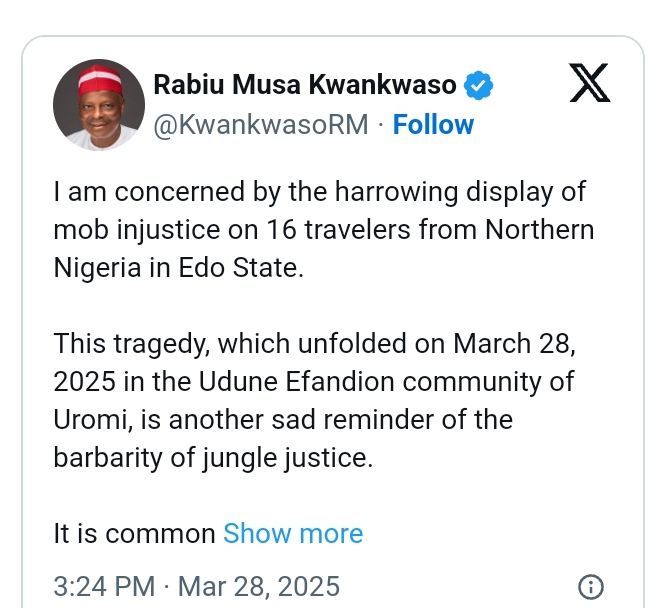 Rabiu Musa Kwankwaso
@KwankwasoRM · Follow
I am concerned by the harrowing display of
mob injustice on 16 travelers from Northern
Nigeria in Edo State.
This tragedy, which unfolded on March 28,
2025 in the Udune Efandion community of
Uromi, is another sad reminder of the
barbarity of jungle justice.
It is common Show more
3:24 PM · Mar 28, 2025